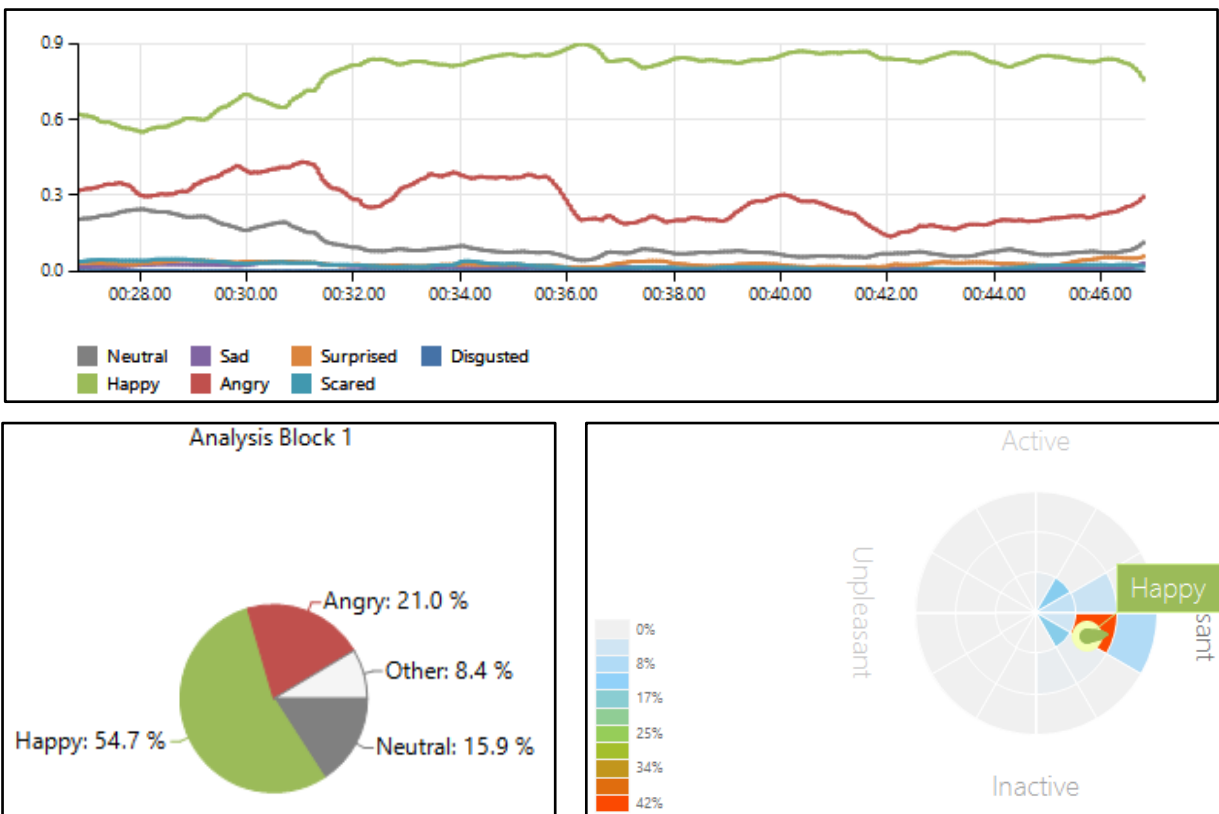 0.9
0.6
0.3
0.0
00:28.00 00:30.00 00:32.00 00:34.00 00:36.00 00:38.00 00:40.00 00:42.00 00:44.00 00:46.00
Neutral Sad Surprised Disgusted
Happy Angry Scared
Analysis Block 1
Angry: 21.0 %
Other: 8.4 %
Happy: 54.7 %
Neutral: 15.9 %
Active
Unpleasant
Happy
sant
Inactive
0%
8%
17%
25%
34%
42%